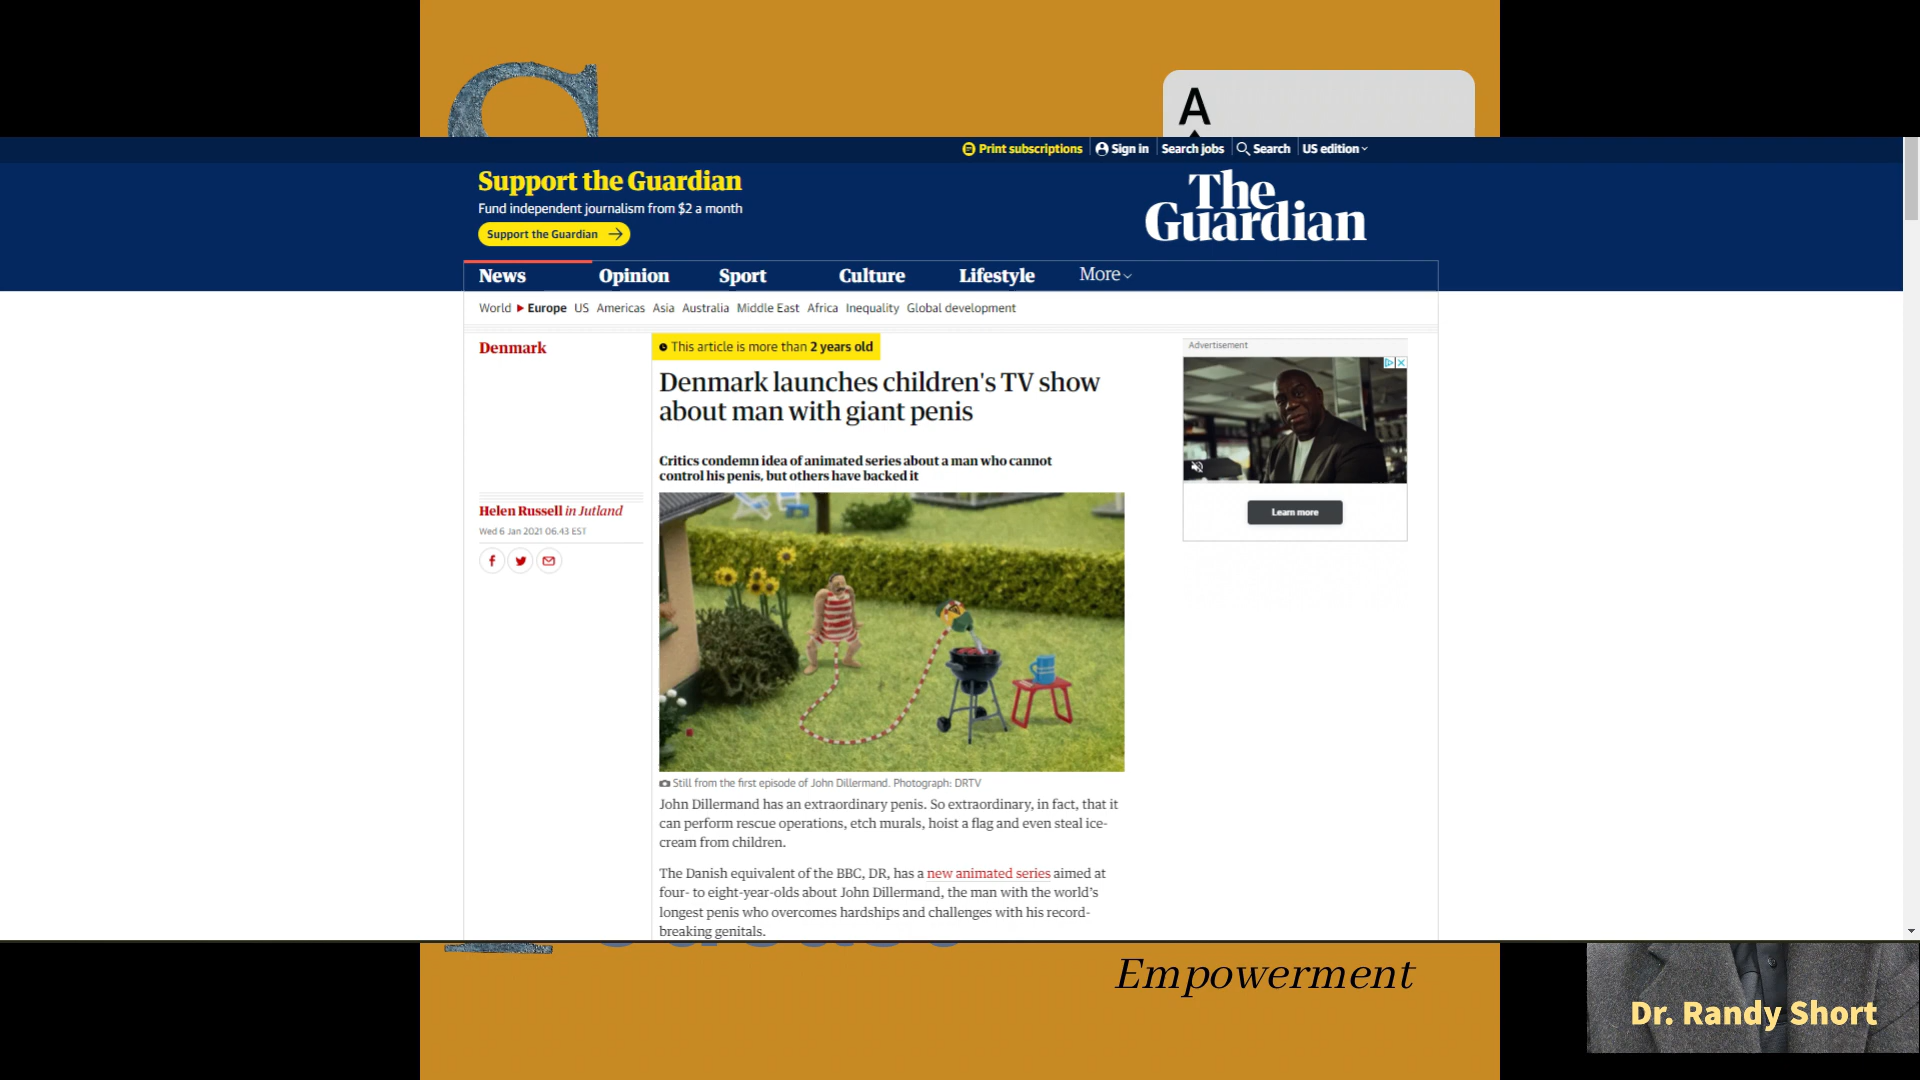 S
A
Print subscriptions
Sign in
Search jobs
Search
US edition
Support the Guardian
Fund independent journalism from $2 a month
Support the Guardian
The
Guardian
News Opinion Sport Culture Lifestyle More
World Europe US Americas Asia Australia Middle East Africa Inequality Global development
Denmark
This article is more than 2 years old
Denmark launches children's TV show
about man with giant penis
Critics condemn idea of animated series about a man who cannot
control his penis, but others have backed it
Helen Russell in Jutland
Wed 6 Jan 2021 06.43 EST
Advertisement
Learn more
Still from the first episode of John Dillermand. Photograph: DRTV
John Dillermand has an extraordinary penis. So extraordinary, in fact, that it
can perform rescue operations, etch murals, hoist a flag and even steal ice-
cream from children.
The Danish equivalent of the BBC, DR, has a new animated series aimed at
four- to eight-year-olds about John Dillermand, the man with the world’s
longest penis who overcomes hardships and challenges with his record-
breaking genitals.
Empowerment
Dr. Randy Short